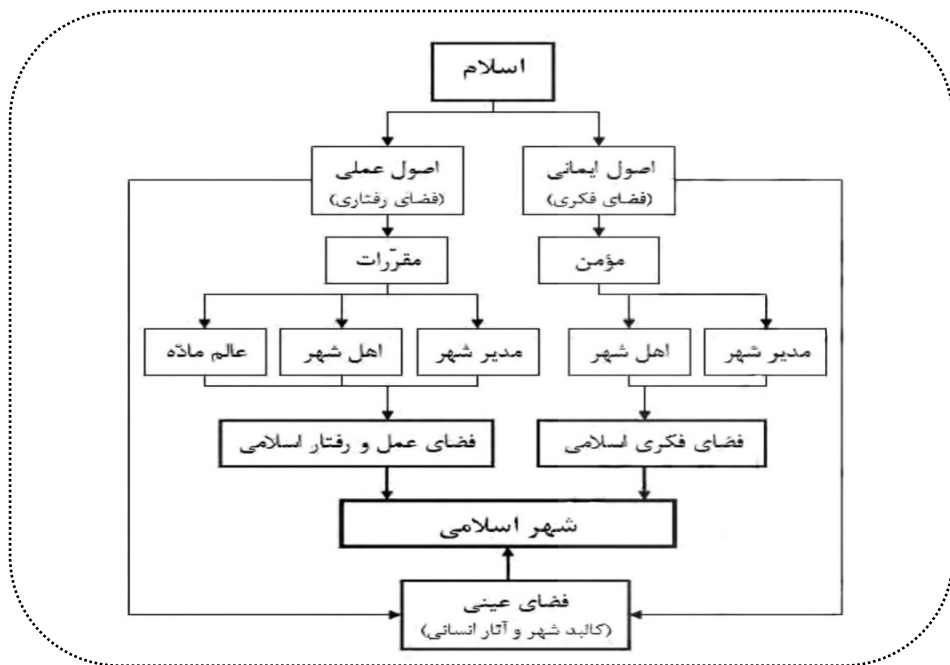 اسلام
اصول ایمانی
(فضای فکری)
اصول عملی
(فضای رفتاری)
مؤمن
مقرّرات
مدیر شهر
اهل شهر
مدیر شهر
اهل شهر
عالم مادّه
فضای فکری اسلامی
فضای عمل و رفتار اسلامی
شهر اسلامی
فضای عینی
(کالبد شهر و آثار انسانی)